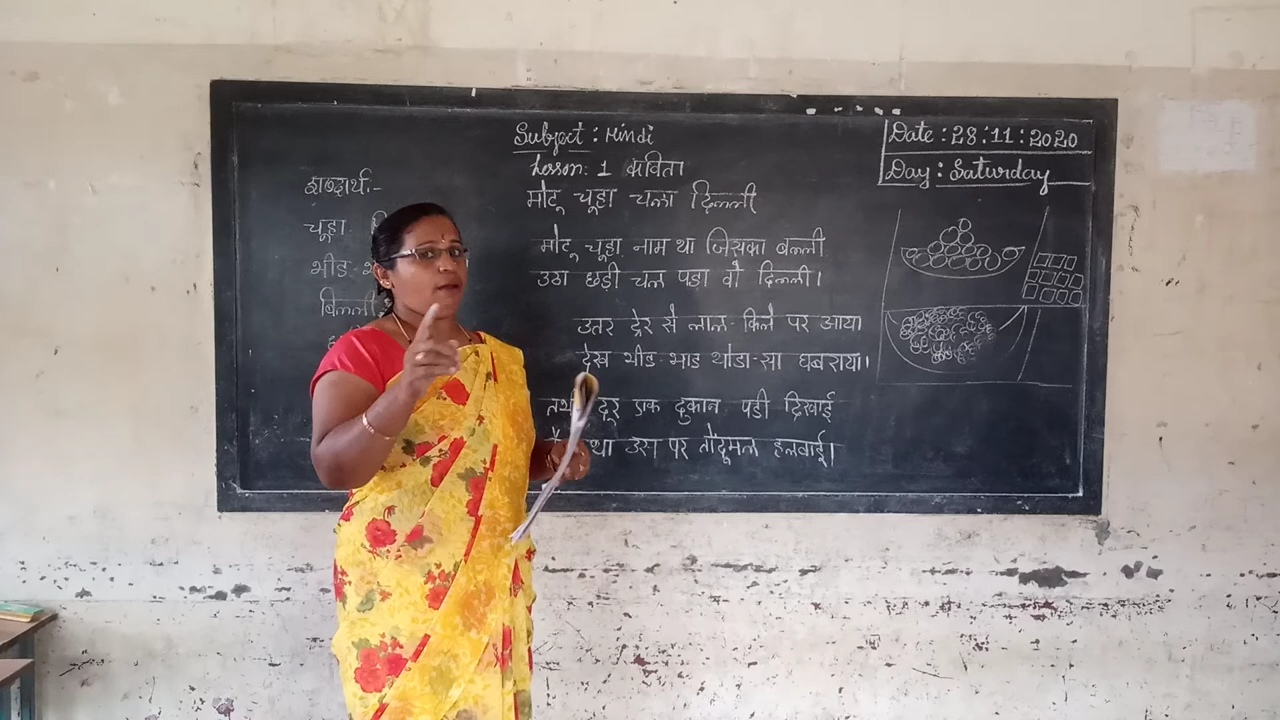 Subject : Hindi
Lesson: 1 कविता
मोटू चूहा चला दिल्ली
Date : 28:11:2020
Day: Saturday
शब्दार्थ:-
चूहा
भीड-
बिल्ली
मोटू चूहा नाम था जिसका बल्ली
उठा छड़ी चल पडा वो दिल्ली।
उतर ट्रेर से लाल-किले पर आया
देख भीड-भाड थोडा-सा घबराया।
दूर एक दुकान पडी दिखाई
था उस पर तोंदूमल हलवाई।